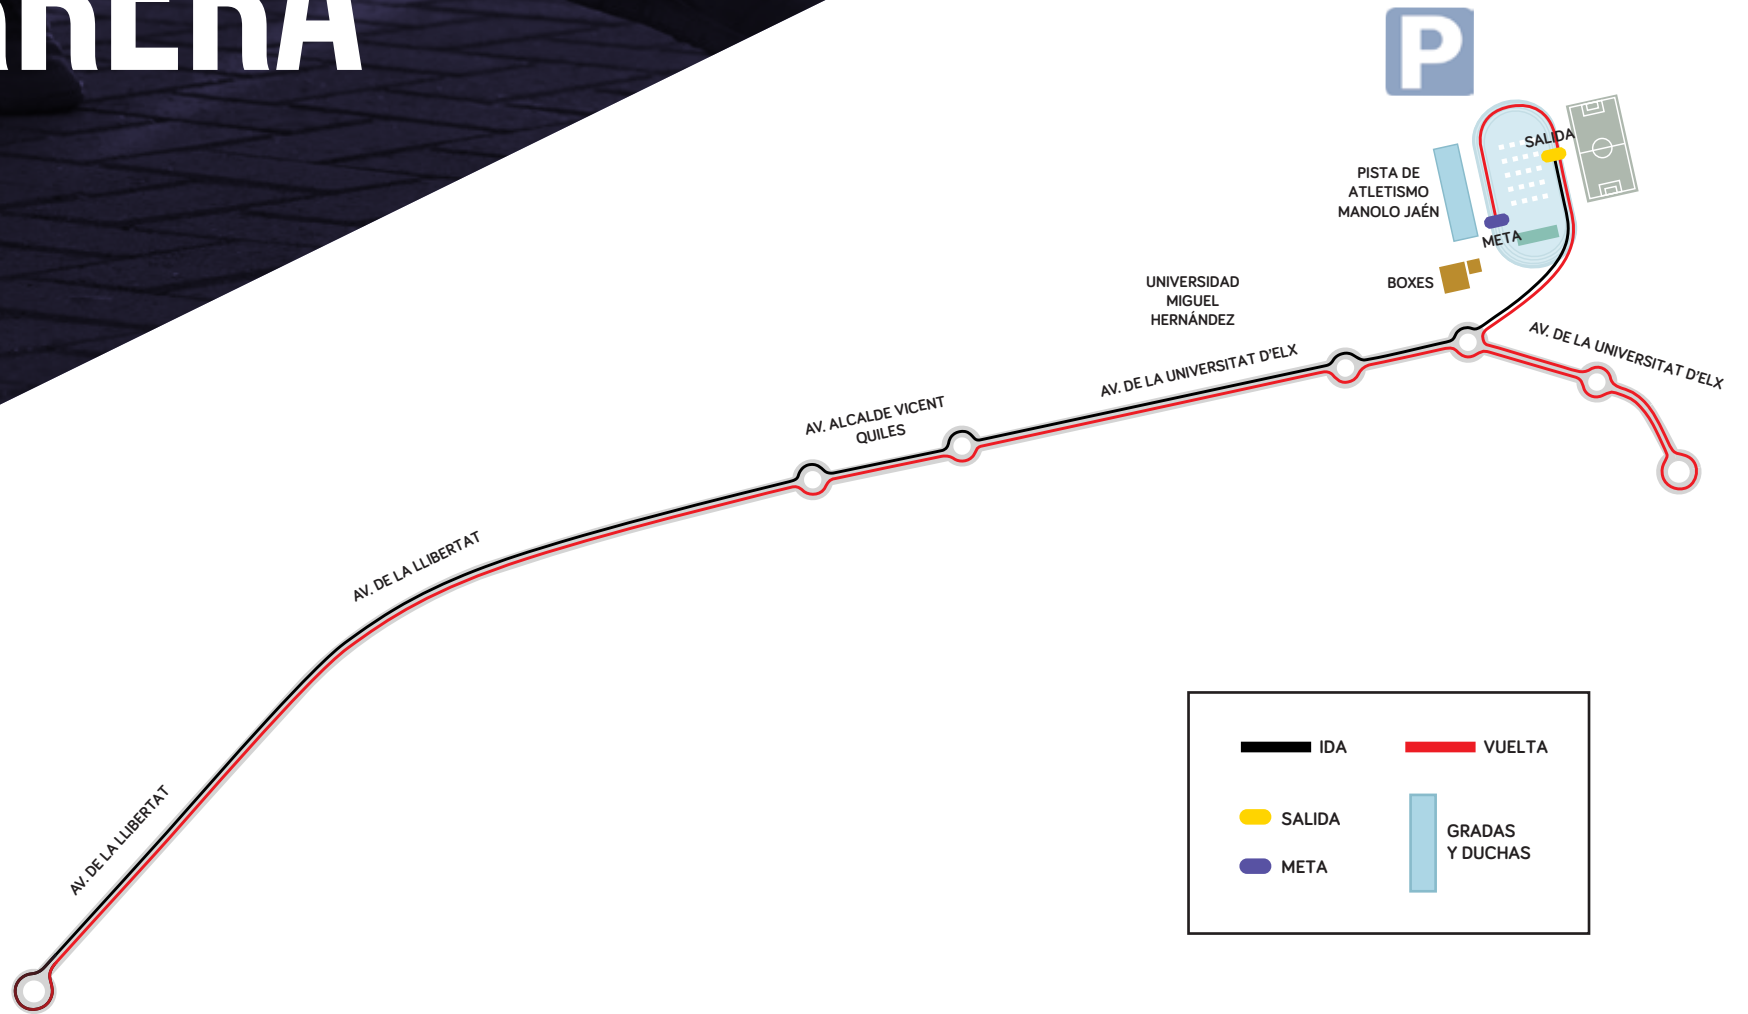 RRERA
P
SALIDA
PISTA DE
ATLETISMO
MANOLO JAÉN
META
BOXES
UNIVERSIDAD
MIGUEL
HERNÁNDEZ
AV. DE LA UNIVERSITAT D'ELX
AV. DE LA UNIVERSITAT D'ELX
AV. ALCALDE VICENT
QUILES
AV. DE LA LLIBERTAT
AV. DE LA LLIBERTAT
IDA
VUELTA
SALIDA
META
GRADAS
Y DUCHAS